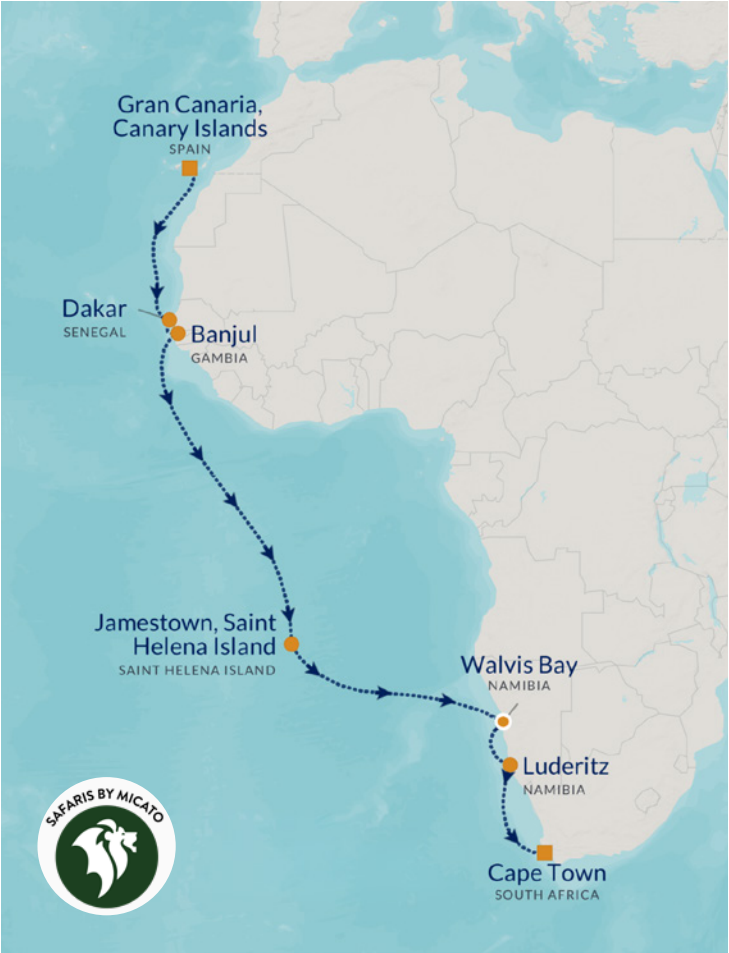 Gran Canaria,
Canary Islands
SPAIN
Dakar
SENEGAL
Banjul
GAMBIA
Jamestown, Saint
Helena Island
SAINT HELENA ISLAND
Walvis Bay
NAMIBIA
Luderitz
NAMIBIA
Cape Town
SOUTH AFRICA
SAFARIS BY MICATO